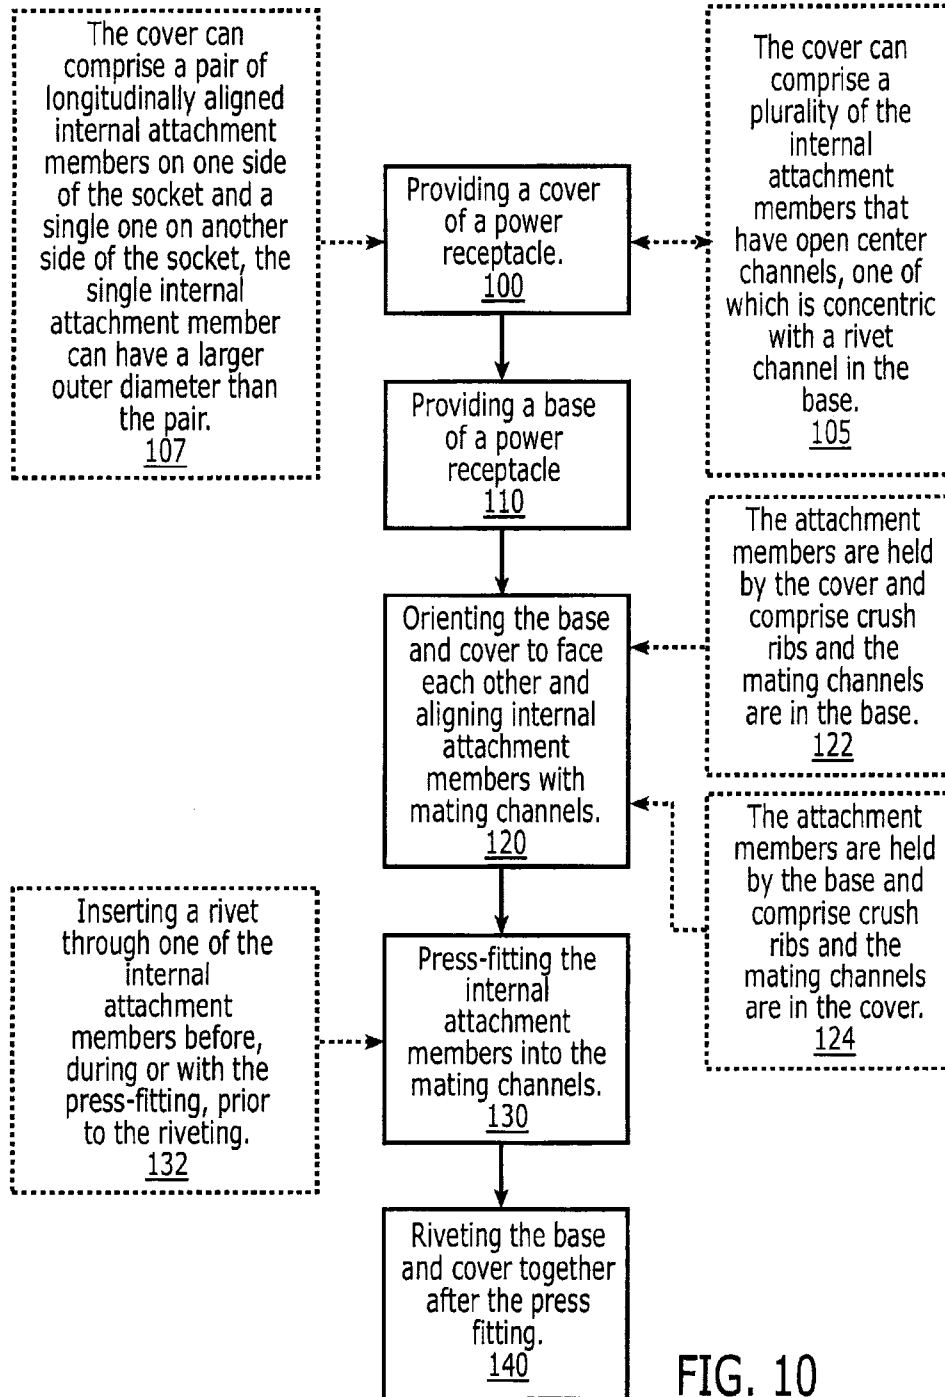 The cover can
comprise a pair of
longitudinally aligned
internal attachment
members on one side
of the socket and a
single one on another
side of the socket, the
single internal
attachment member
can have a larger
outer diameter than
the pair.
107
Providing a cover
of a power
receptacle.
100
The cover can
comprise a
plurality of the
internal
attachment
members that
have open center
channels, one of
which is concentric
with a rivet
channel in the
base.
105
Providing a base
of a power
receptacle
110
Orienting the base
and cover to face
each other and
aligning internal
attachment
members with
mating channels.
120
The attachment
members are held
by the cover and
comprise crush
ribs and the
mating channels
are in the base.
122
The attachment
members are held
by the base and
comprise crush
ribs and the
mating channels
are in the cover.
124
Inserting a rivet
through one of the
internal
attachment
members before,
during or with the
press-fitting, prior
to the riveting.
132
Press-fitting the
internal
attachment
members into the
mating channels.
130
Riveting the base
and cover together
after the press
fitting.
140
FIG. 10